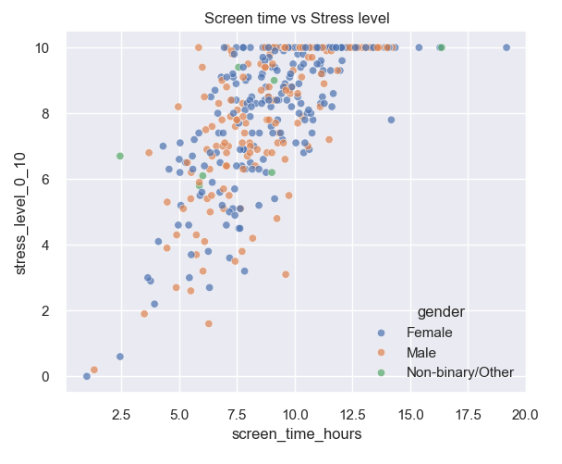 Screen time vs Stress level
10
8
6
4
2
0
stress_level_0_10
gender
Female
Male
Non-binary/Other
2.5 5.0 7.5 10.0 12.5 15.0 17.5 20.0
screen_time_hours